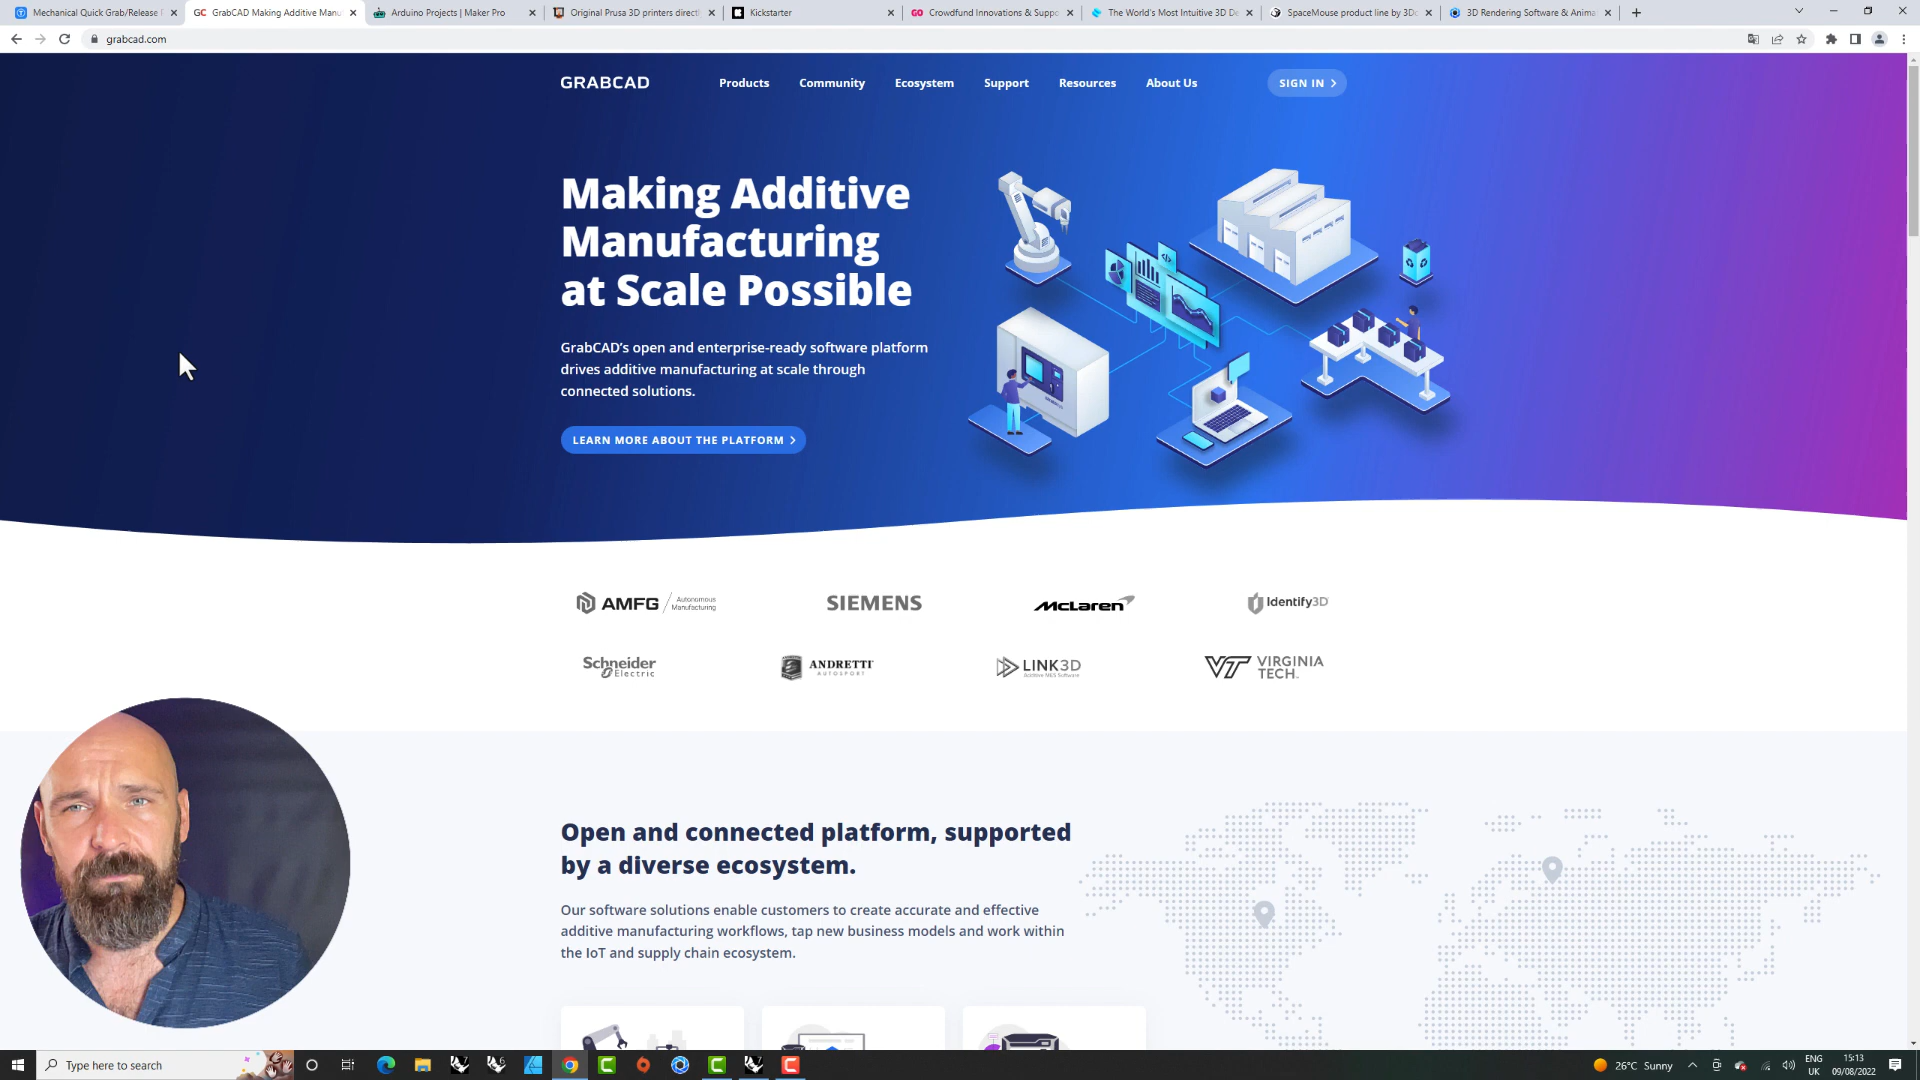 Mechanical Quick Grab/Release
GrabCAD Making Additive Manu
Arduino Projects | Maker Pro
Original Prusa 3D printers directl
Kickstarter
Crowdfund Innovations & Suppo
The World's Most Intuitive 3D De
SpaceMouse product line by 3Dc
3D Rendering Software & Anima
grabcad.com
GRABCAD
Products
Community
Ecosystem
Support
Resources
About Us
SIGN IN
Making Additive
Manufacturing
at Scale Possible
GrabCAD's open and enterprise-ready software platform
drives additive manufacturing at scale through
connected solutions.
LEARN MORE ABOUT THE PLATFORM
AMFG Autonomous
Manufacturing
SIEMENS
McLaren
Identify3D
Schneider
Electric
ANDRETTI
AUTOSPORT
LINK3D
Additive MES Software
VT VIRGINIA
TECH
Open and connected platform, supported
by a diverse ecosystem.
Our software solutions enable customers to create accurate and effective
additive manufacturing workflows, tap new business models and work within
the IoT and supply chain ecosystem.
Type here to search
26°C Sunny
ENG
UK
15:13
09/08/2022